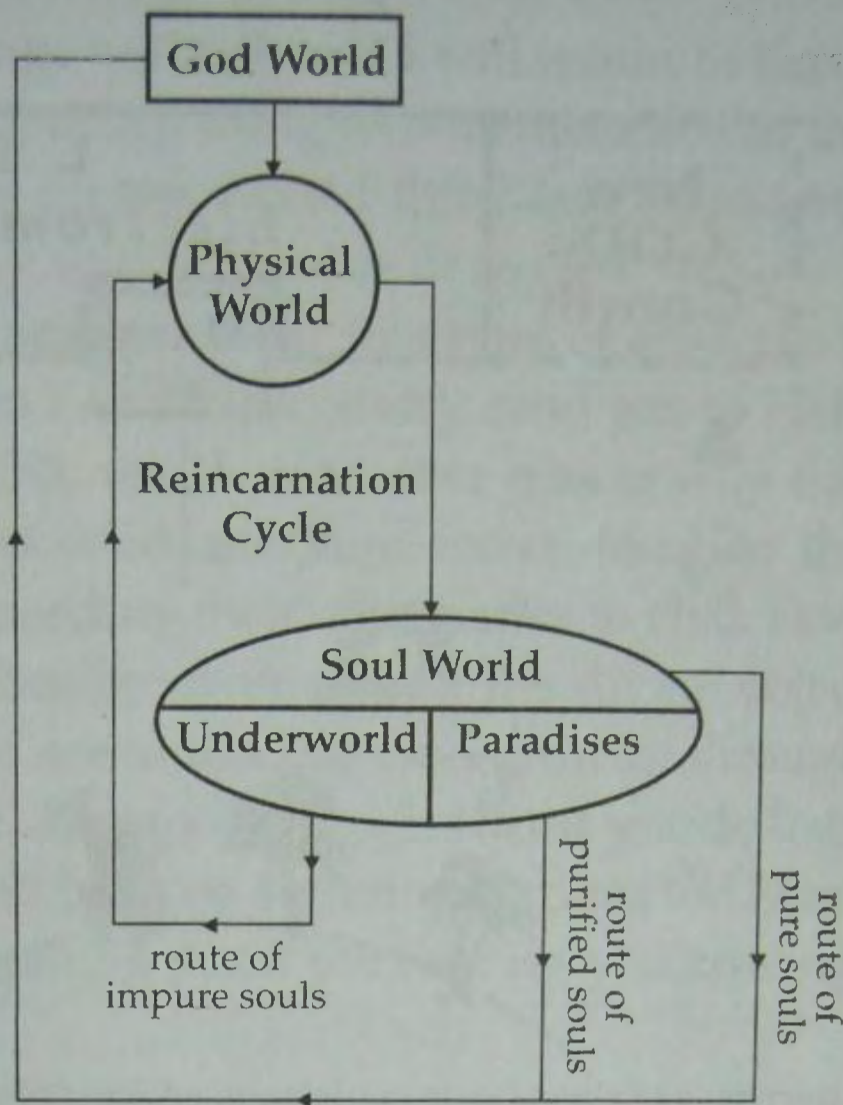 God World
Physical
World
Reincarnation
Cycle
Soul World
Underworld
Paradises
route of
impure souls
route of
purified souls
route of
pure souls